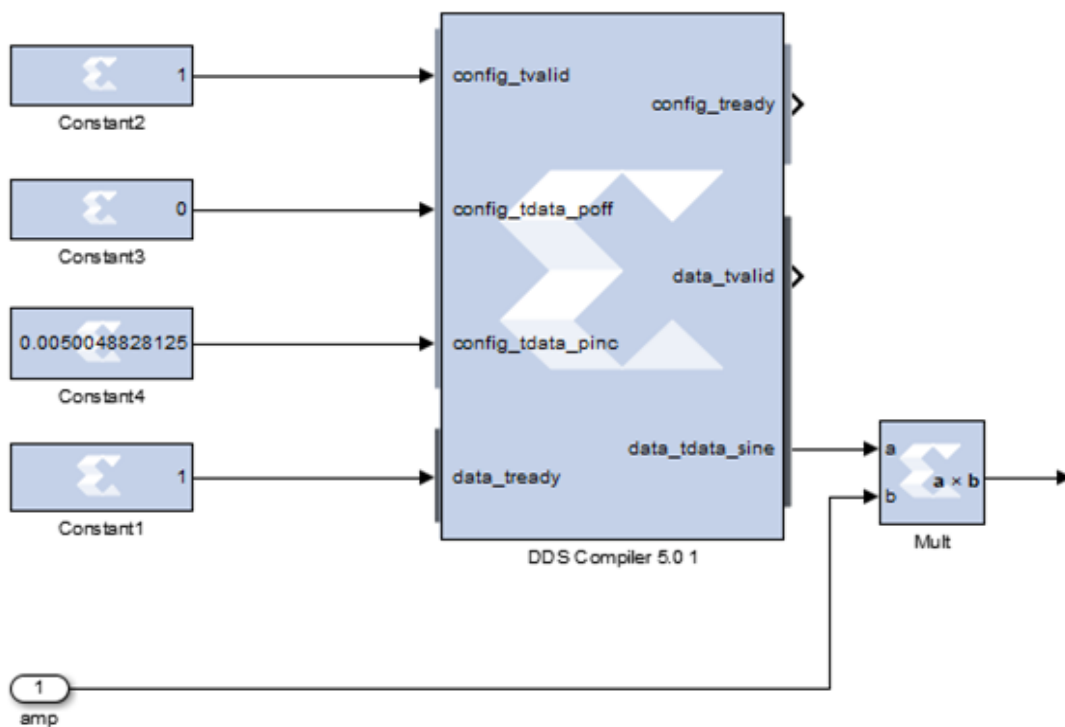 1
Constant2
config_tvalid
config_tready
0
Constant3
config_tdata_poff
data_tvalid
0.0050048828125
Constant4
config_tdata_pinc
1
Constant1
data_tready
data_tdata_sine
DDS Compiler 5.0 1
a
b
a × b
Mult
1
amp